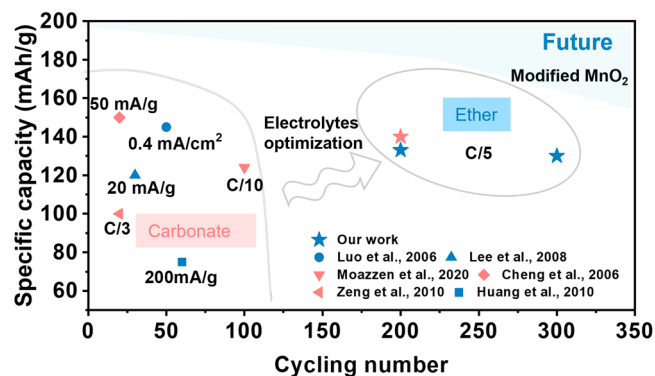 Specific capacity (mAh/g)
200
180
160
140
120
100
80
60
0
50
100
150
200
250
300
350
Cycling number
Future
Modified MnO₂
50 mA/g
0.4 mA/cm²
20 mA/g
C/10
C/3
Carbonate
200mA/g
Electrolytes
optimization
Ether
C/5
Our work
Luo et al., 2006
Lee et al., 2008
Moazzen et al., 2020
Cheng et al., 2006
Zeng et al., 2010
Huang et al., 2010